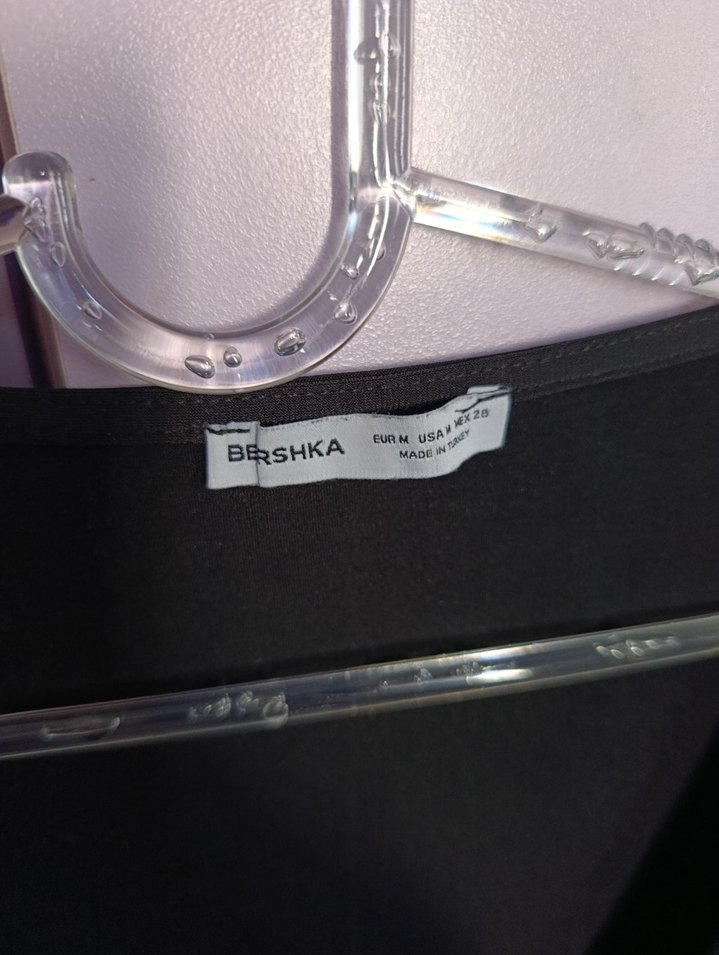 BERSHKA
EUR M USA M MEX 28
MADE IN TURKEY